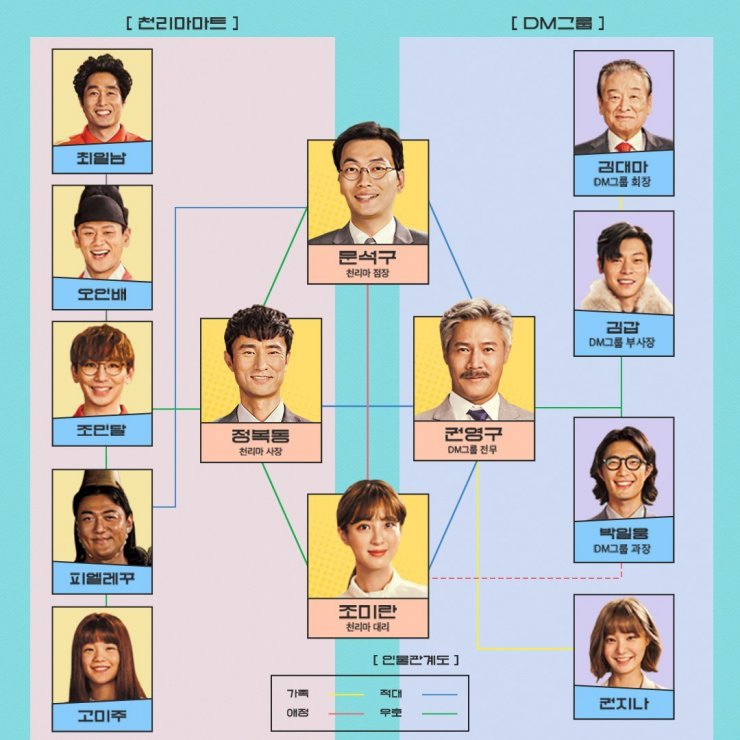 [ 천리마마트 ]
[ DM그룹 ]
최일남
오인배
조민달
피엘레꾸
고미주
문석구
천리마 점장
정복동
천리마 사장
권영구
DM그룹 전무
조미란
천리마 대리
김대마
DM그룹 회장
김갑
DM그룹 부사장
박일웅
DM그룹 과장
권지나
[ 인물관계도 ]
가족
적대
애정
우호